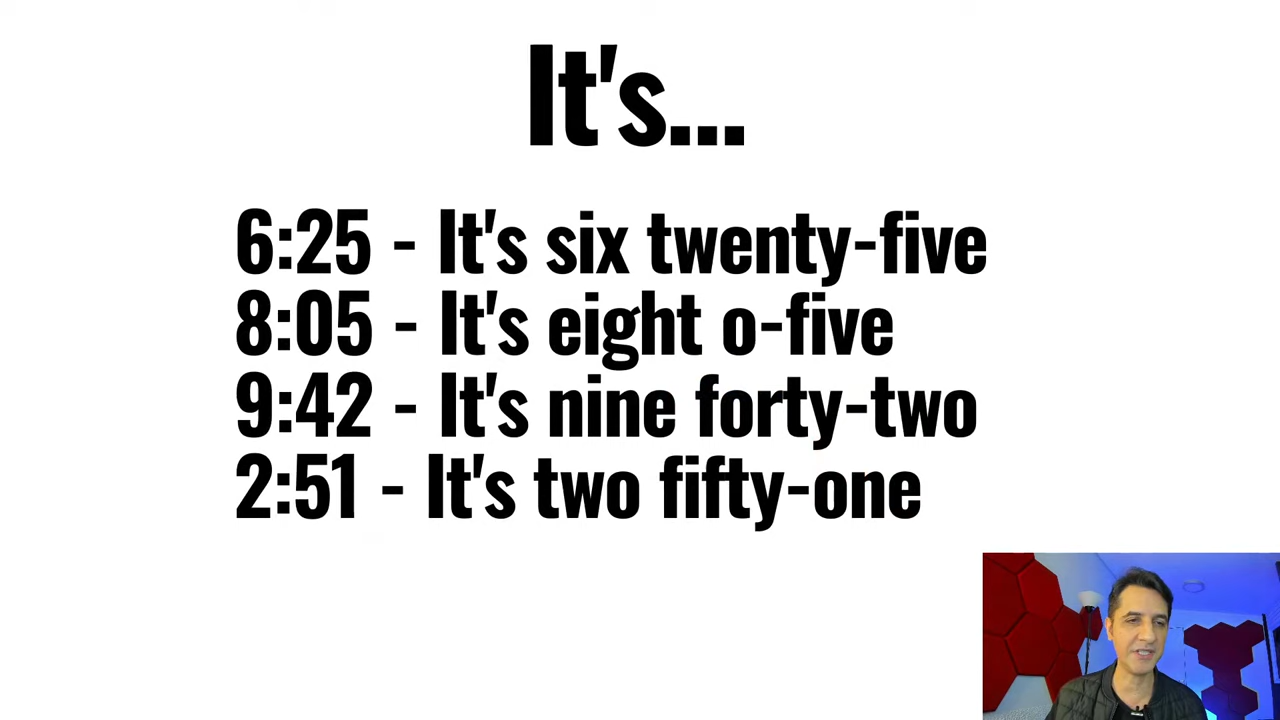 It's...
6:25 - It's six twenty-five
8:05 - It's eight o-five
9:42 - It's nine forty-two
2:51 - It's two fifty-one